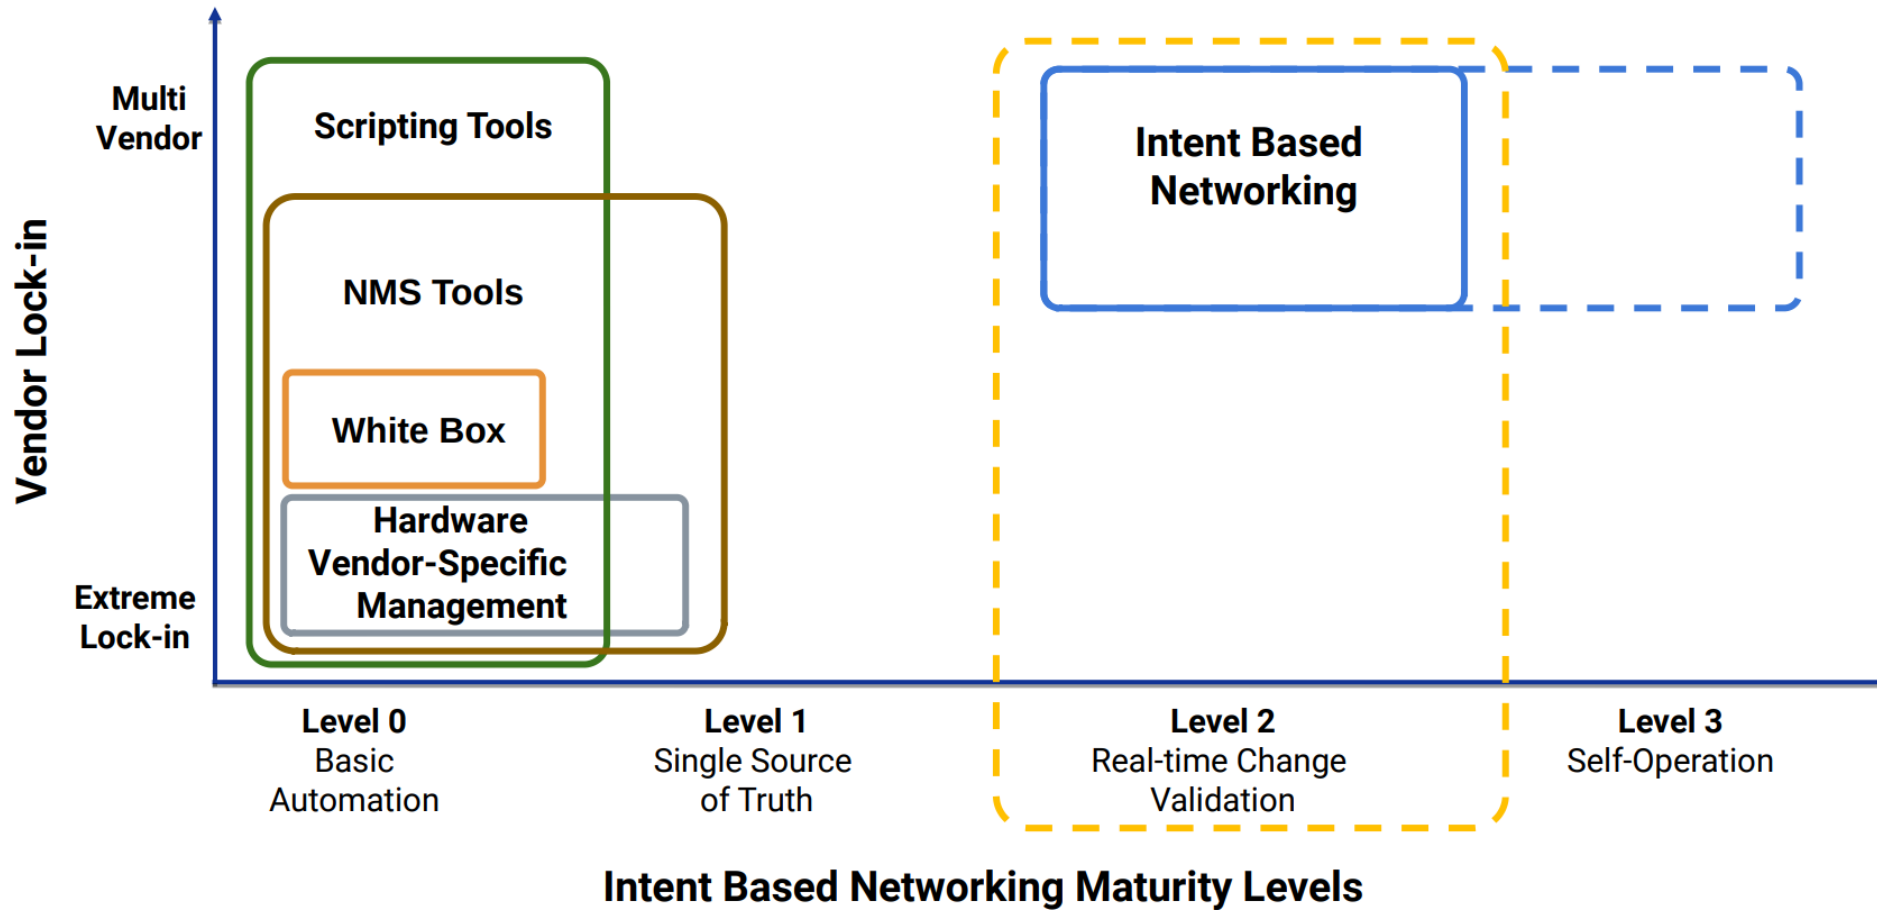 Multi
Vendor
Scripting Tools
Intent Based
Networking
NMS Tools
Vendor Lock-in
White Box
Hardware
Vendor-Specific
Management
Extreme
Lock-in
Level 0
Basic
Automation
Level 1
Single Source
of Truth
Level 2
Real-time Change
Validation
Level 3
Self-Operation
Intent Based Networking Maturity Levels